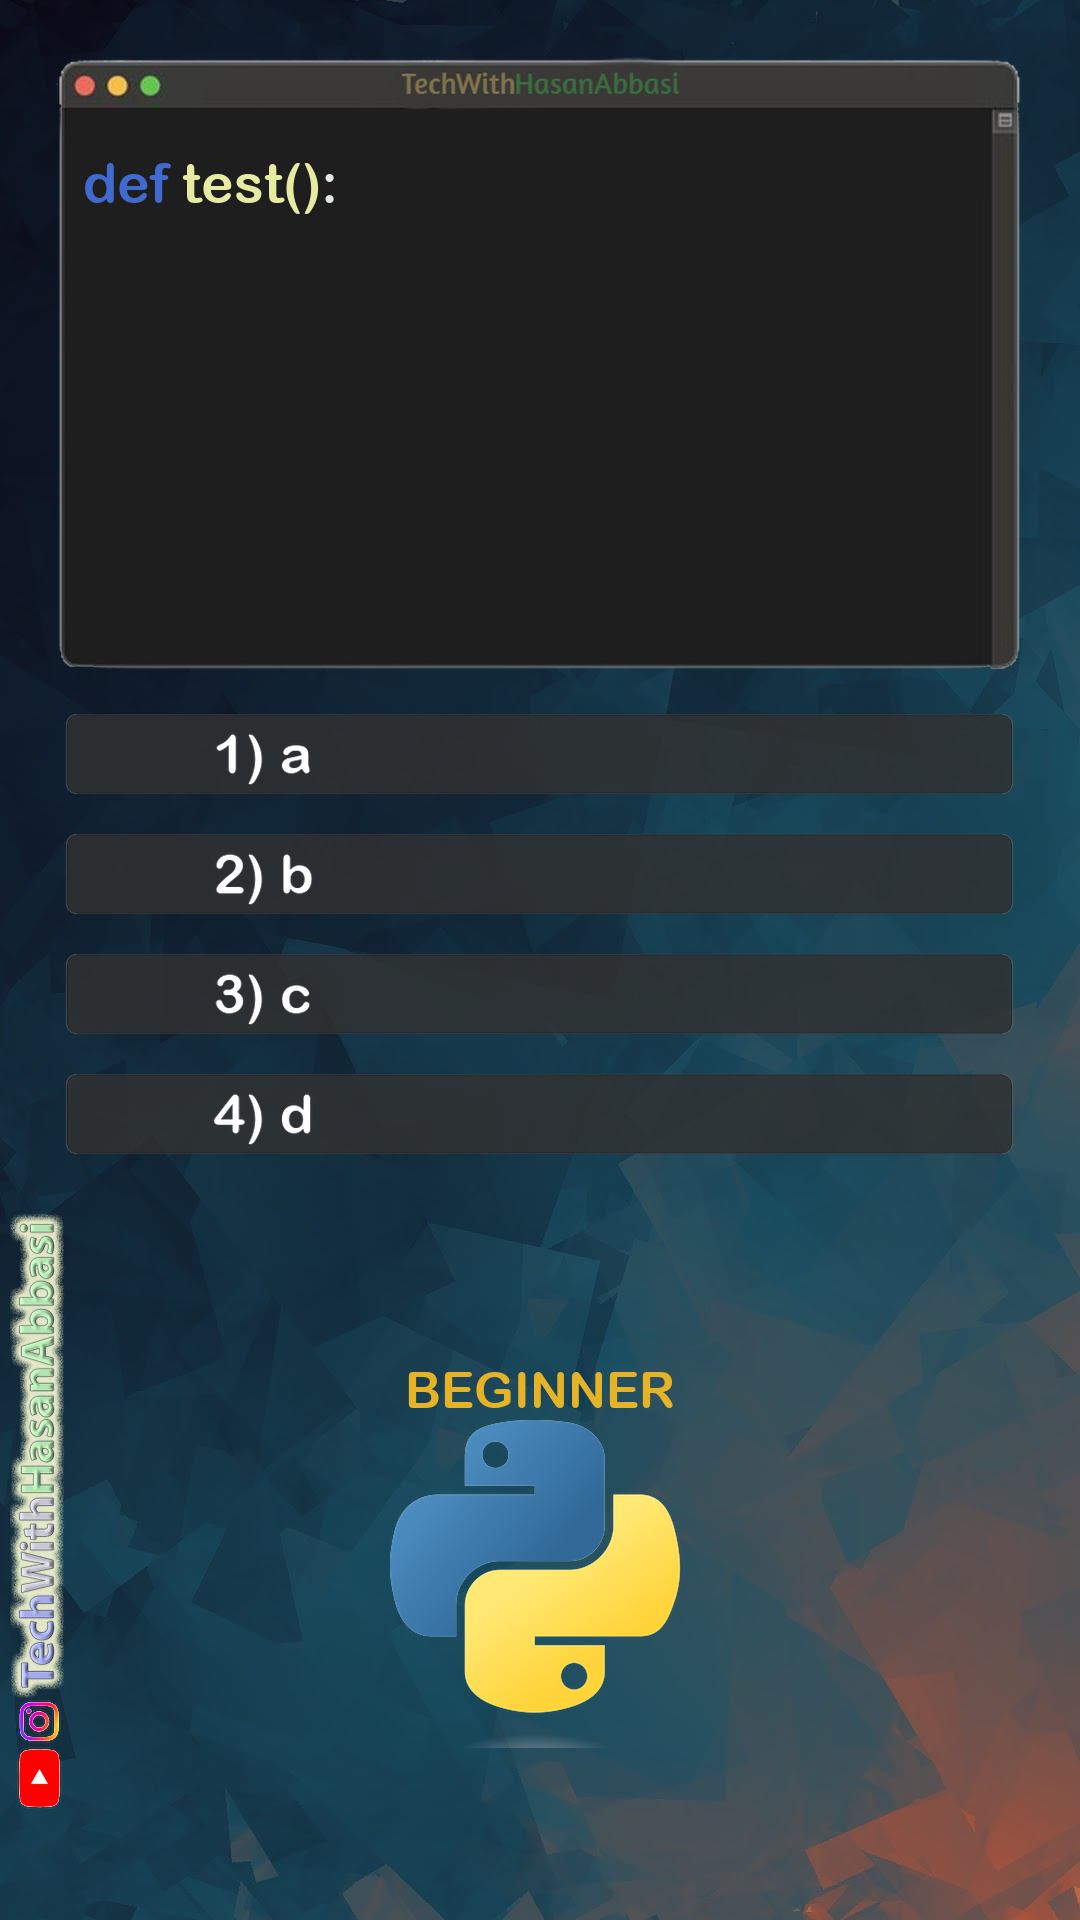 TechWithHasanAbbasi
def test():
1) a
2) b
3) c
4) d
BEGINNER
TechWithHasanAbbasi